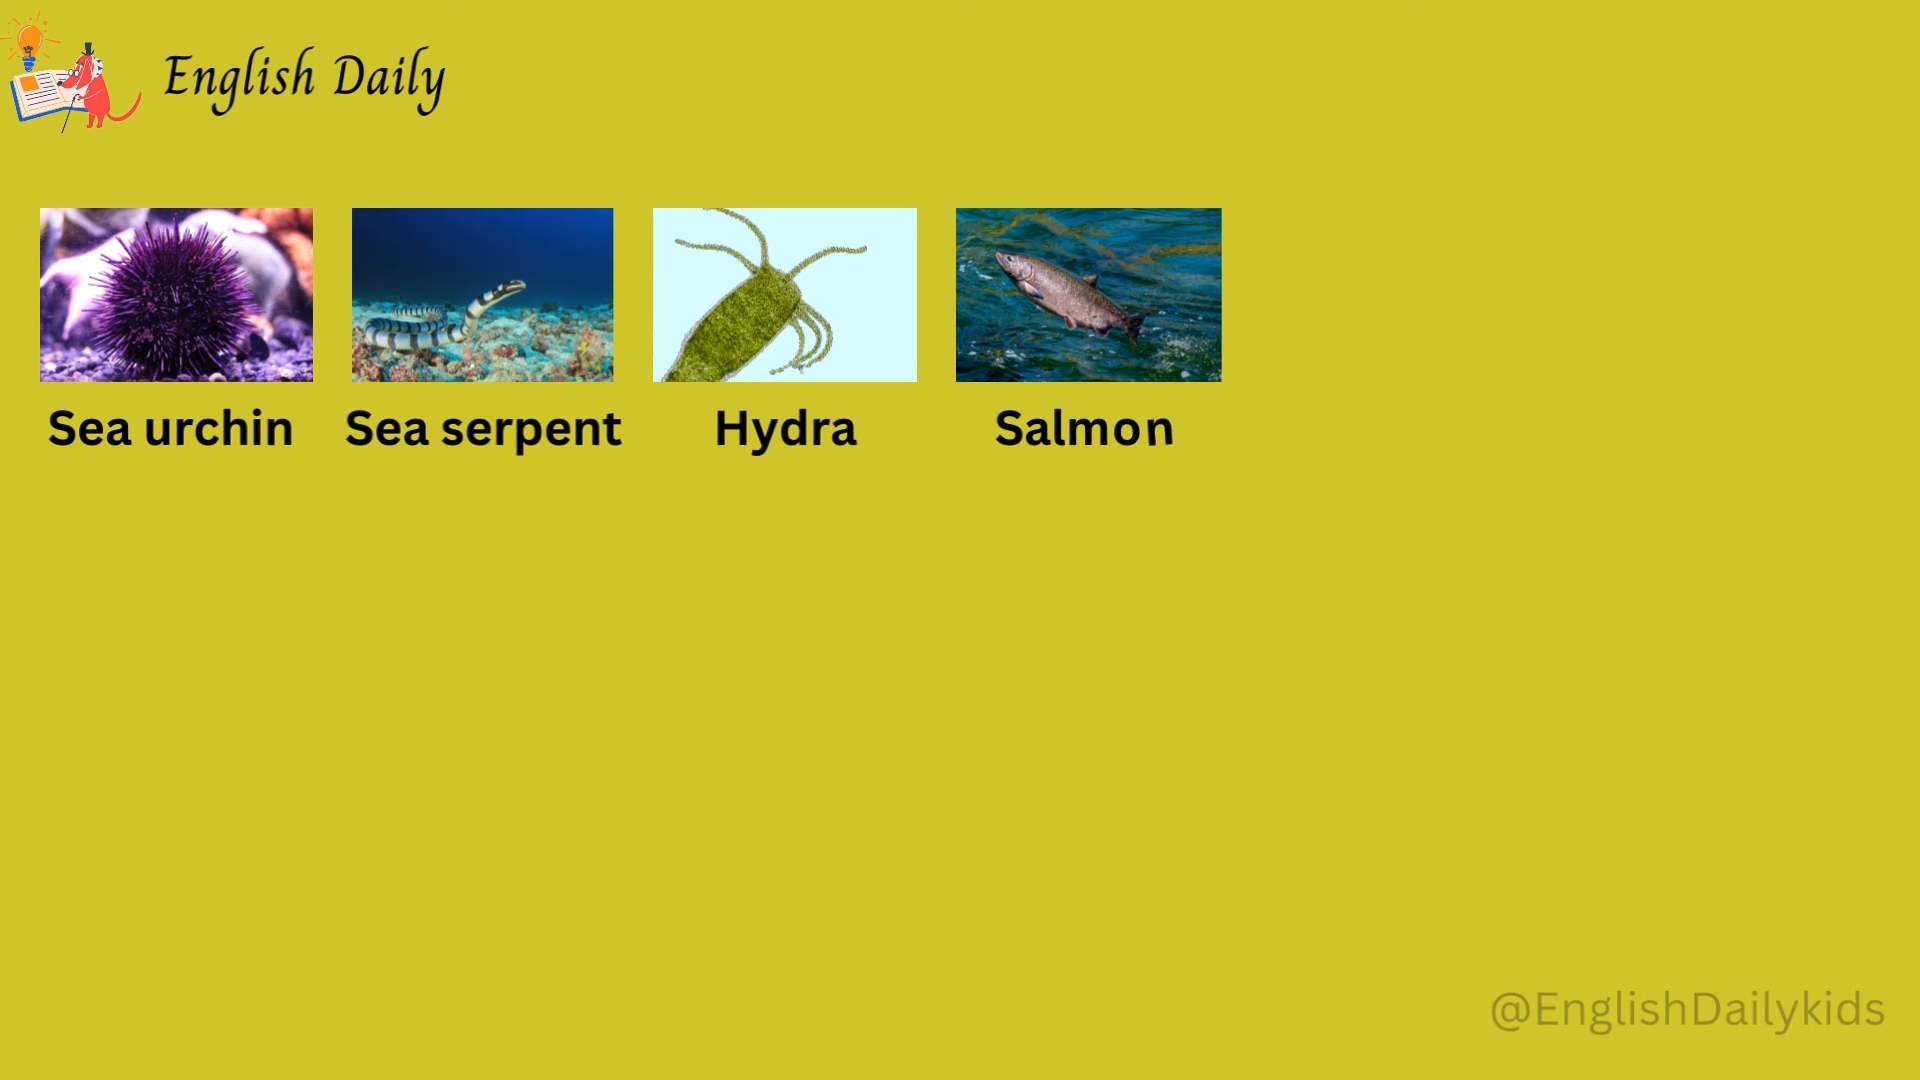 English Daily
Sea urchin
Sea serpent
Hydra
Salmon
@EnglishDailykids